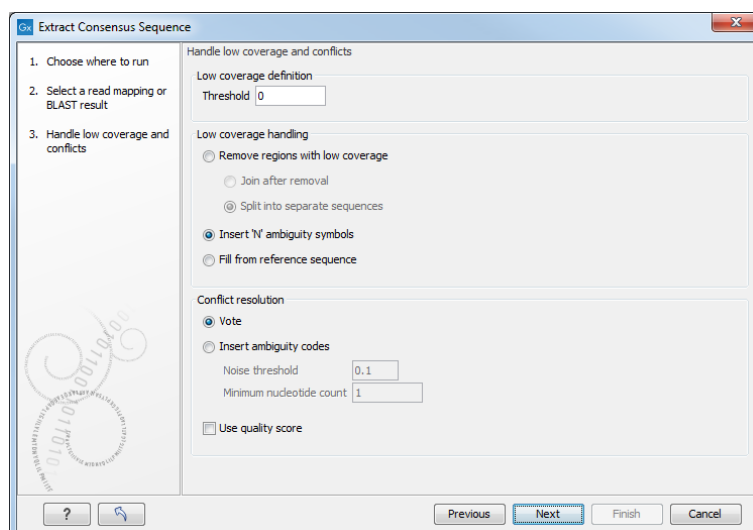 Gx Extract Consensus Sequence
1. Choose where to run
2. Select a read mapping or
BLAST result
3. Handle low coverage and
conflicts
Handle low coverage and conflicts
Low coverage definition
Threshold 0
Low coverage handling
Remove regions with low coverage
Join after removal
Split into separate sequences
Insert 'N' ambiguity symbols
Fill from reference sequence
Conflict resolution
Vote
Insert ambiguity codes
Noise threshold 0.1
Minimum nucleotide count 1
Use quality score
? Previous Next Finish Cancel